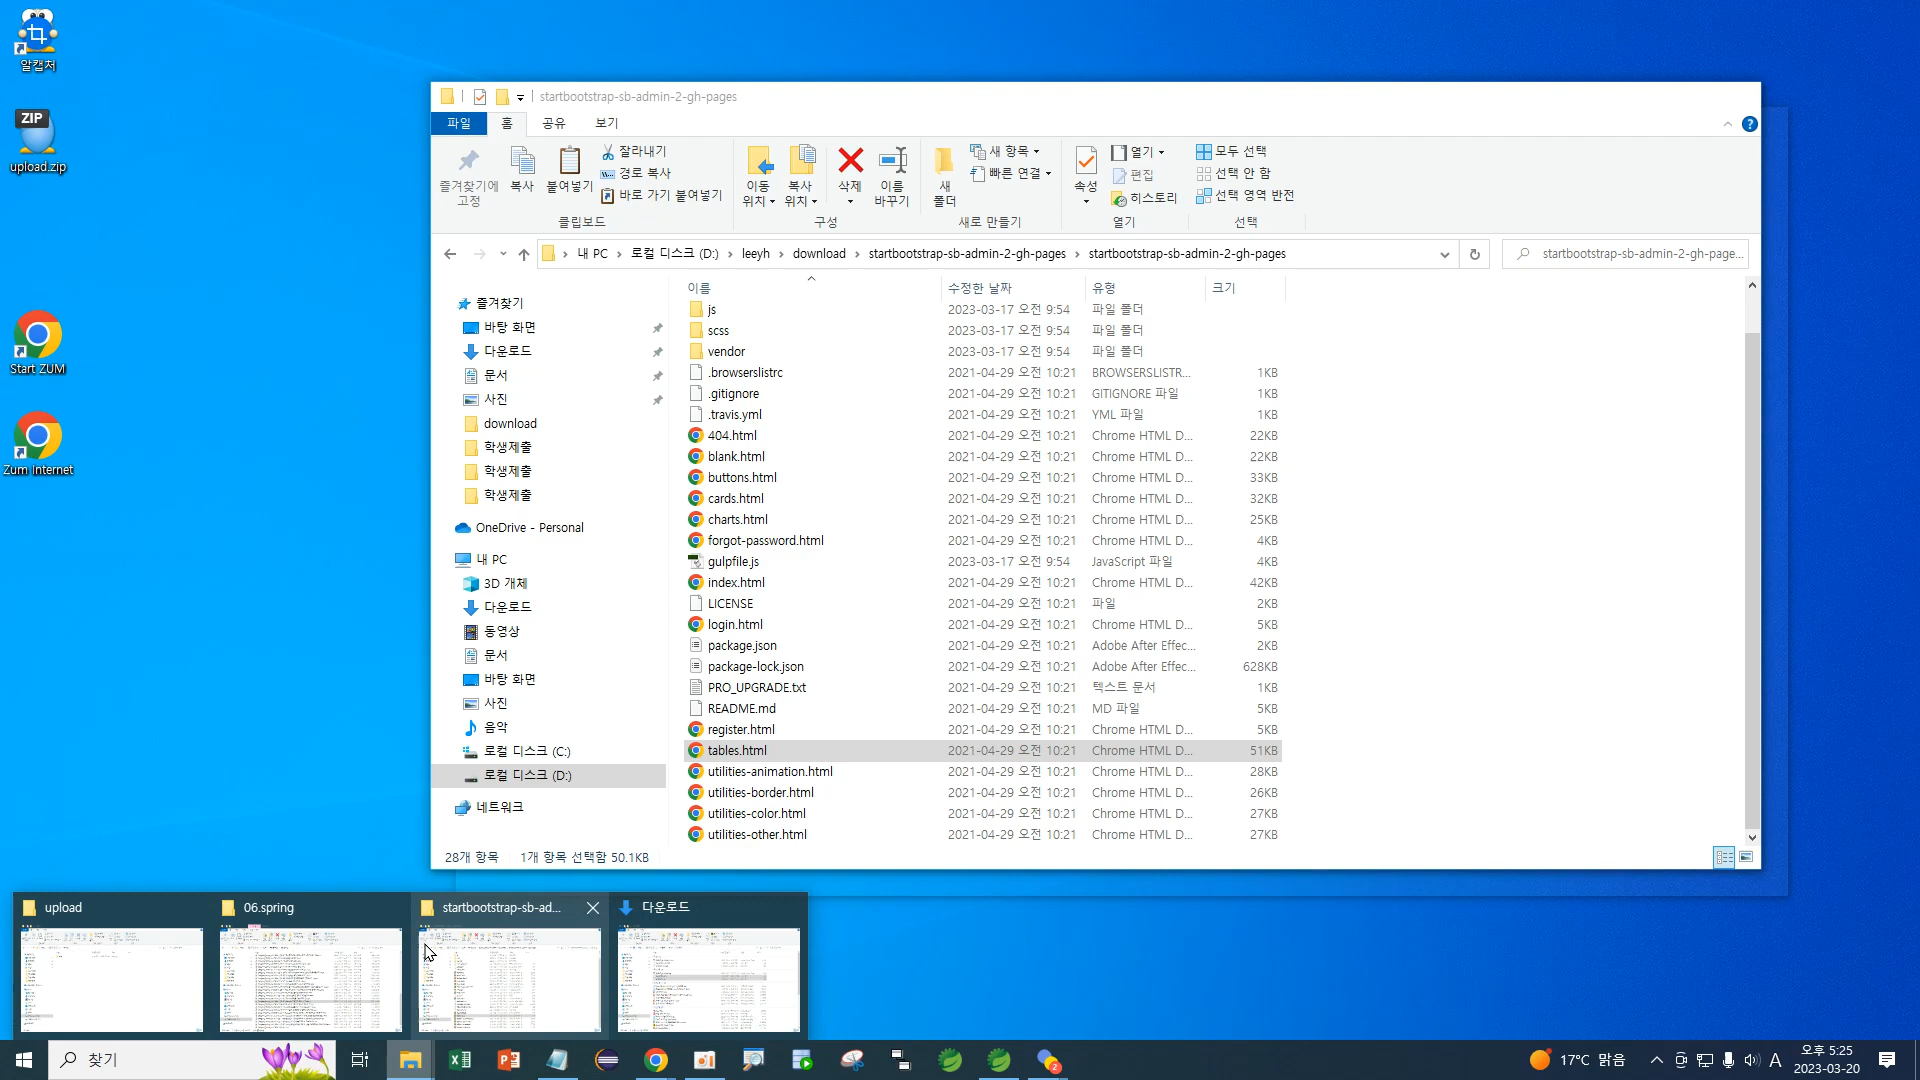 알캡처
ZIP
upload.zip
Start ZUM
Zum Internet
startbootstrap-sb-admin-2-gh-pages
파일 홈 공유 보기
즐겨찾기에 고정
복사
붙여넣기
잘라내기
경로 복사
바로 가기 붙여넣기
클립보드
이동 위치
복사 위치
삭제
이름 바꾸기
구성
새 폴더
새 항목
빠른 연결
새로 만들기
속성
열기
편집
히스토리
열기
모두 선택
선택 안 함
선택 영역 반전
선택
내 PC › 로컬 디스크 (D:) › leeyh › download › startbootstrap-sb-admin-2-gh-pages › startbootstrap-sb-admin-2-gh-pages
startbootstrap-sb-admin-2-gh-page...
즐겨찾기
바탕 화면
다운로드
문서
사진
download
학생제출
학생제출
학생제출
OneDrive - Personal
내 PC
3D 개체
다운로드
동영상
문서
바탕 화면
사진
음악
로컬 디스크 (C:)
로컬 디스크 (D:)
네트워크
이름 수정한 날짜 유형 크기
js 2023-03-17 오전 9:54 파일 폴더
scss 2023-03-17 오전 9:54 파일 폴더
vendor 2023-03-17 오전 9:54 파일 폴더
.browserslistrc 2021-04-29 오전 10:21 BROWSERSLISTR... 1KB
.gitignore 2021-04-29 오전 10:21 GITIGNORE 파일 1KB
.travis.yml 2021-04-29 오전 10:21 YML 파일 1KB
404.html 2021-04-29 오전 10:21 Chrome HTML D... 22KB
blank.html 2021-04-29 오전 10:21 Chrome HTML D... 22KB
buttons.html 2021-04-29 오전 10:21 Chrome HTML D... 33KB
cards.html 2021-04-29 오전 10:21 Chrome HTML D... 32KB
charts.html 2021-04-29 오전 10:21 Chrome HTML D... 25KB
forgot-password.html 2021-04-29 오전 10:21 Chrome HTML D... 4KB
gulpfile.js 2023-03-17 오전 9:54 JavaScript 파일 4KB
index.html 2021-04-29 오전 10:21 Chrome HTML D... 42KB
LICENSE 2021-04-29 오전 10:21 파일 2KB
login.html 2021-04-29 오전 10:21 Chrome HTML D... 5KB
package.json 2021-04-29 오전 10:21 Adobe After Effec... 2KB
package-lock.json 2021-04-29 오전 10:21 Adobe After Effec... 628KB
PRO_UPGRADE.txt 2021-04-29 오전 10:21 텍스트 문서 1KB
README.md 2021-04-29 오전 10:21 MD 파일 5KB
register.html 2021-04-29 오전 10:21 Chrome HTML D... 5KB
tables.html 2021-04-29 오전 10:21 Chrome HTML D... 51KB
utilities-animation.html 2021-04-29 오전 10:21 Chrome HTML D... 28KB
utilities-border.html 2021-04-29 오전 10:21 Chrome HTML D... 26KB
utilities-color.html 2021-04-29 오전 10:21 Chrome HTML D... 27KB
utilities-other.html 2021-04-29 오전 10:21 Chrome HTML D... 27KB
28개 항목 1개 항목 선택함 50.1KB
upload 06.spring startbootstrap-sb-ad... 다운로드
찾기
2
17°C 맑음
A
오후 5:25
2023-03-20